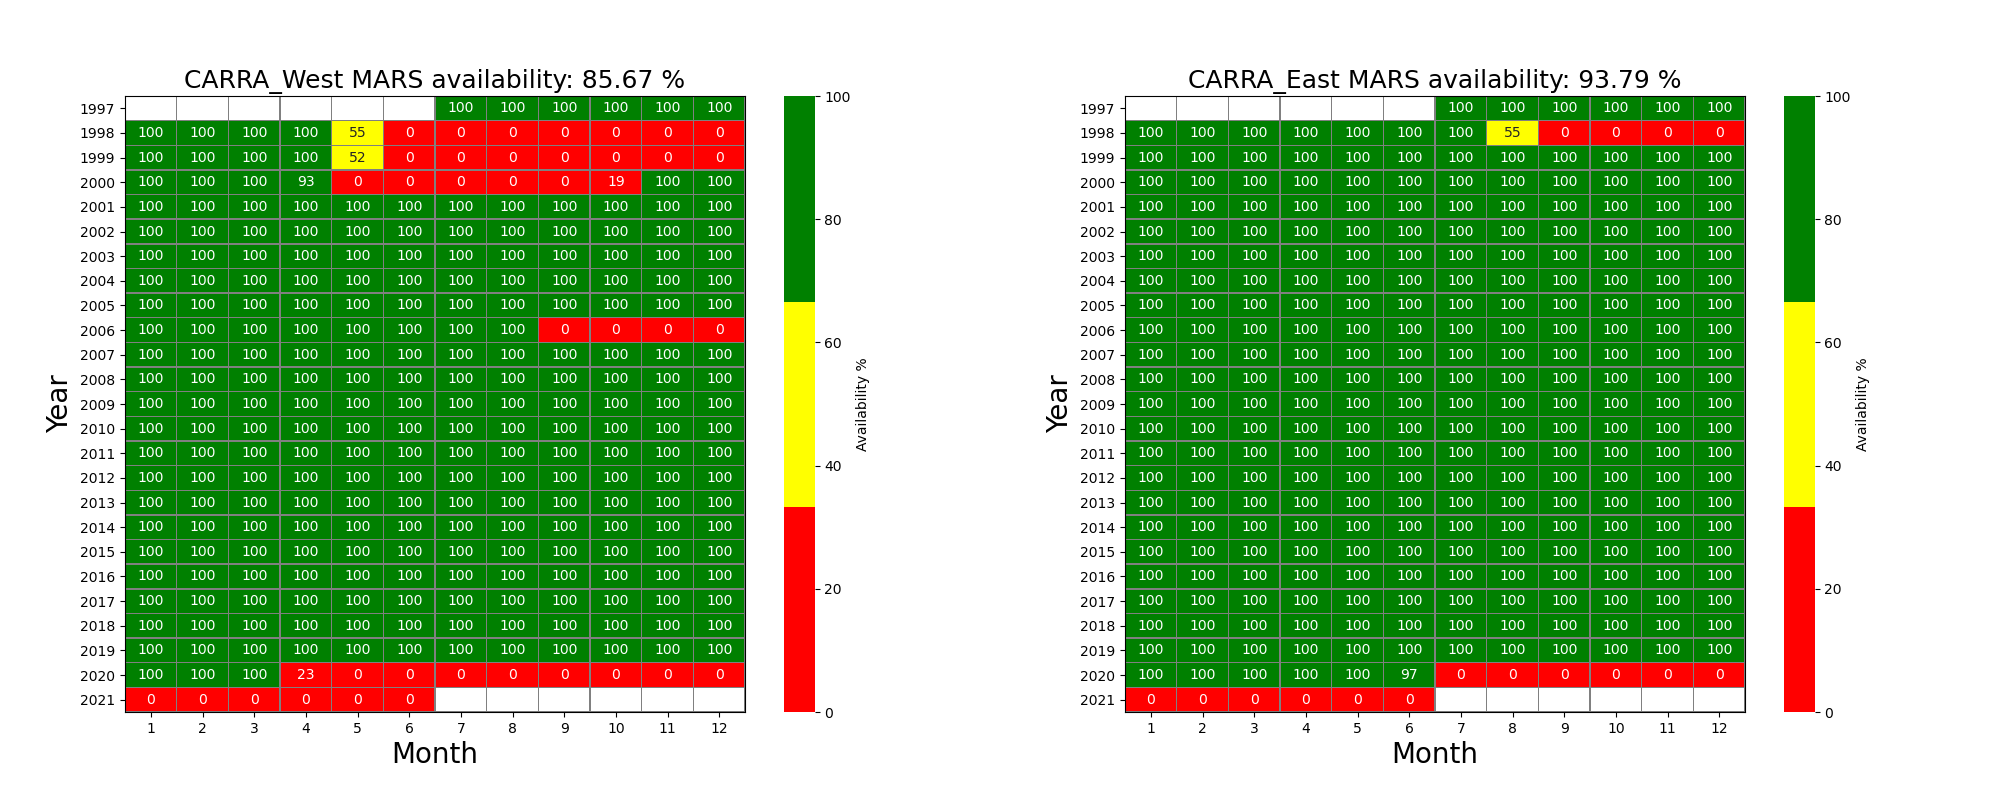 CARRA_West MARS availability: 85.67 %
Year
1997 100 100 100 100 100 100
1998 100 100 100 100 55 0 0 0 0 0 0 0
1999 100 100 100 100 52 0 0 0 0 0 0 0
2000 100 100 100 93 0 0 0 0 0 19 100 100
2001 100 100 100 100 100 100 100 100 100 100 100 100
2002 100 100 100 100 100 100 100 100 100 100 100 100
2003 100 100 100 100 100 100 100 100 100 100 100 100
2004 100 100 100 100 100 100 100 100 100 100 100 100
2005 100 100 100 100 100 100 100 100 100 100 100 100
2006 100 100 100 100 100 100 100 100 0 0 0 0
2007 100 100 100 100 100 100 100 100 100 100 100 100
2008 100 100 100 100 100 100 100 100 100 100 100 100
2009 100 100 100 100 100 100 100 100 100 100 100 100
2010 100 100 100 100 100 100 100 100 100 100 100 100
2011 100 100 100 100 100 100 100 100 100 100 100 100
2012 100 100 100 100 100 100 100 100 100 100 100 100
2013 100 100 100 100 100 100 100 100 100 100 100 100
2014 100 100 100 100 100 100 100 100 100 100 100 100
2015 100 100 100 100 100 100 100 100 100 100 100 100
2016 100 100 100 100 100 100 100 100 100 100 100 100
2017 100 100 100 100 100 100 100 100 100 100 100 100
2018 100 100 100 100 100 100 100 100 100 100 100 100
2019 100 100 100 100 100 100 100 100 100 100 100 100
2020 100 100 100 23 0 0 0 0 0 0 0 0
2021 0 0 0 0 0 0
1 2 3 4 5 6 7 8 9 10 11 12
Month
100
80
60
40
20
0
Availability %
CARRA_East MARS availability: 93.79 %
Year
1997 100 100 100 100 100 100
1998 100 100 100 100 100 100 100 55 0 0 0 0
1999 100 100 100 100 100 100 100 100 100 100 100 100
2000 100 100 100 100 100 100 100 100 100 100 100 100
2001 100 100 100 100 100 100 100 100 100 100 100 100
2002 100 100 100 100 100 100 100 100 100 100 100 100
2003 100 100 100 100 100 100 100 100 100 100 100 100
2004 100 100 100 100 100 100 100 100 100 100 100 100
2005 100 100 100 100 100 100 100 100 100 100 100 100
2006 100 100 100 100 100 100 100 100 100 100 100 100
2007 100 100 100 100 100 100 100 100 100 100 100 100
2008 100 100 100 100 100 100 100 100 100 100 100 100
2009 100 100 100 100 100 100 100 100 100 100 100 100
2010 100 100 100 100 100 100 100 100 100 100 100 100
2011 100 100 100 100 100 100 100 100 100 100 100 100
2012 100 100 100 100 100 100 100 100 100 100 100 100
2013 100 100 100 100 100 100 100 100 100 100 100 100
2014 100 100 100 100 100 100 100 100 100 100 100 100
2015 100 100 100 100 100 100 100 100 100 100 100 100
2016 100 100 100 100 100 100 100 100 100 100 100 100
2017 100 100 100 100 100 100 100 100 100 100 100 100
2018 100 100 100 100 100 100 100 100 100 100 100 100
2019 100 100 100 100 100 100 100 100 100 100 100 100
2020 100 100 100 100 100 97 0 0 0 0 0 0
2021 0 0 0 0 0 0
1 2 3 4 5 6 7 8 9 10 11 12
Month
100
80
60
40
20
0
Availability %